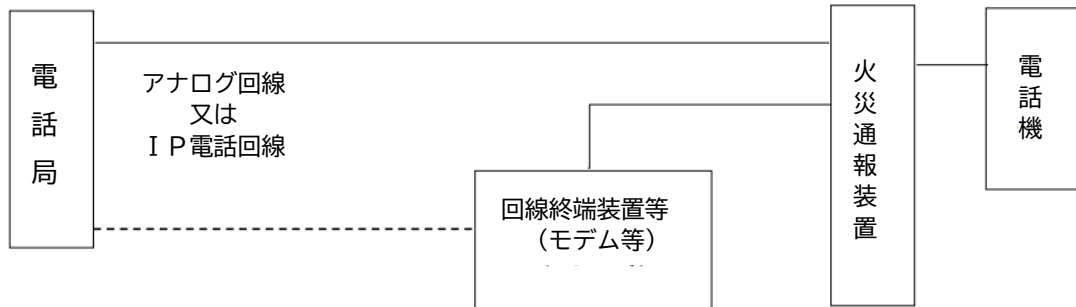 電話局
アナログ回線
又は
ＩＰ電話回線
回線終端装置等
（モデム等）
火災通報装置
電話機